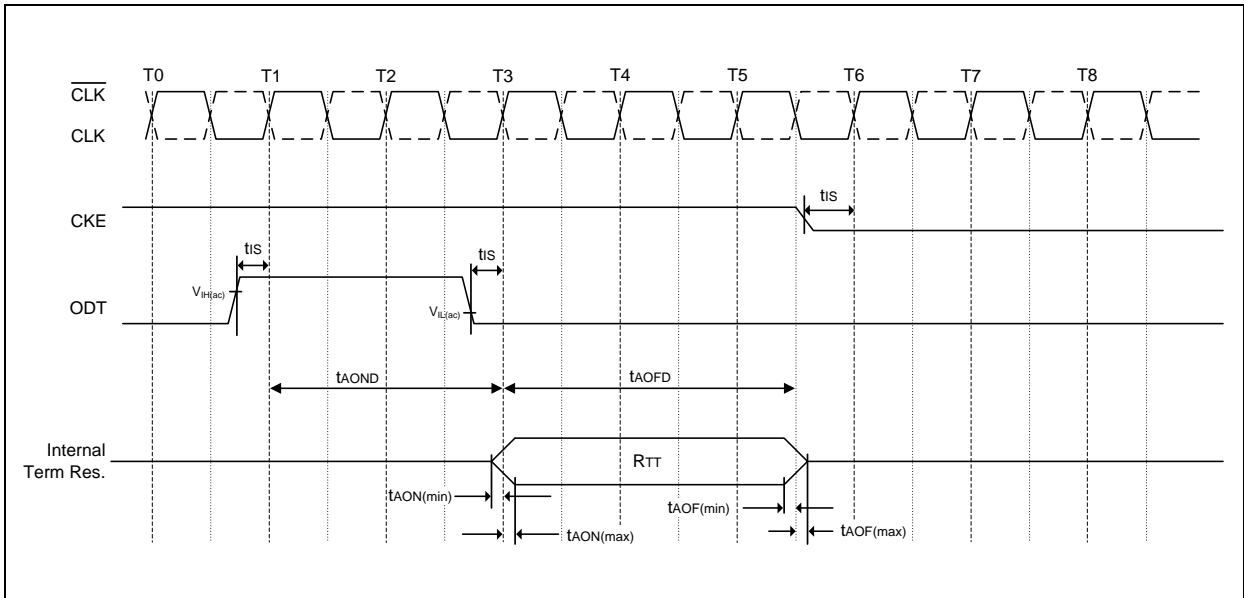 T0 T1 T2 T3 T4 T5 T6 T7 T8
CLK
CLK
tIS
CKE
tIS
tIS
VIH(ac)
ODT
VIL(ac)
tAOND
tAOFD
Internal
Term Res.
RTT
tAON(min)
tAOF(min)
tAON(max)
tAOF(max)